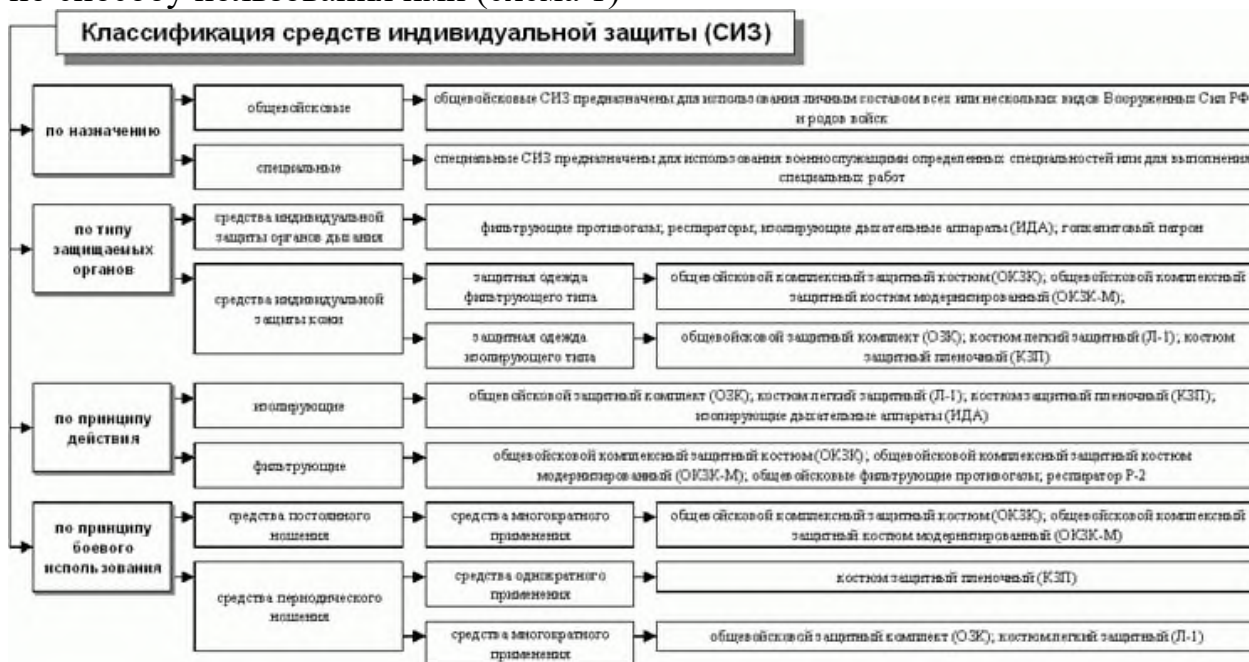 по способу пользования ими (схема 1)
Классификация средств индивидуальной защиты (СИЗ)
по назначению
общевойсковые
общевойсковые СИЗ предназначены для использования личным составом всех или нескольких видов Вооруженных Сил РФ
и родов войск
специальные
специальные СИЗ предназначены для использования военнослужащими определенных специальностей или для выполнения
специальных работ
по типу
защищаемых
органов
средства индивидуальной
защиты органов дыхания
фильтрующие противогазы; респираторы; изолирующие дыхательные аппараты (ИДА); гопкалитовый патрон
средства индивидуальной
защиты кожи
защитная одежда
фильтрующего типа
общевойсковой комплексный защитный костюм (ОКЗК); общевойсковой комплексный
защитный костюм модернизированный (ОКЗК-М);
защитная одежда
изолирующего типа
общевойсковой защитный комплект (ОЗК); костюм легкий защитный (Л-1); костюм
защитный пленочный (КЗП)
по принципу
действия
изолирующие
общевойсковой защитный комплект (ОЗК); костюм легкий защитный (Л-1); костюм защитный пленочный (КЗП);
изолирующие дыхательные аппараты (ИДА)
фильтрующие
общевойсковой комплексный защитный костюм (ОКЗК); общевойсковой комплексный защитный костюм
модернизированный (ОКЗК-М); общевойсковые фильтрующие противогазы; респиратор Р-2
по принципу
боевого
использования
средства постоянного
ношения
средства многократного
применения
общевойсковой комплексный защитный костюм (ОКЗК); общевойсковой комплексный
защитный костюм модернизированный (ОКЗК-М)
средства периодического
ношения
средства однократного
применения
костюм защитный пленочный (КЗП)
средства многократного
применения
общевойсковой защитный комплект (ОЗК); костюм легкий защитный (Л-1)